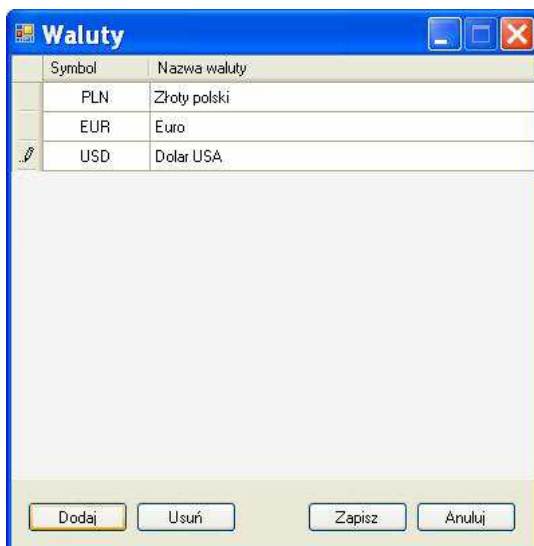 Waluty
Symbol Nazwa waluty
PLN Złoty polski
EUR Euro
USD Dolar USA
Dodaj Usuń Zapisz Anuluj